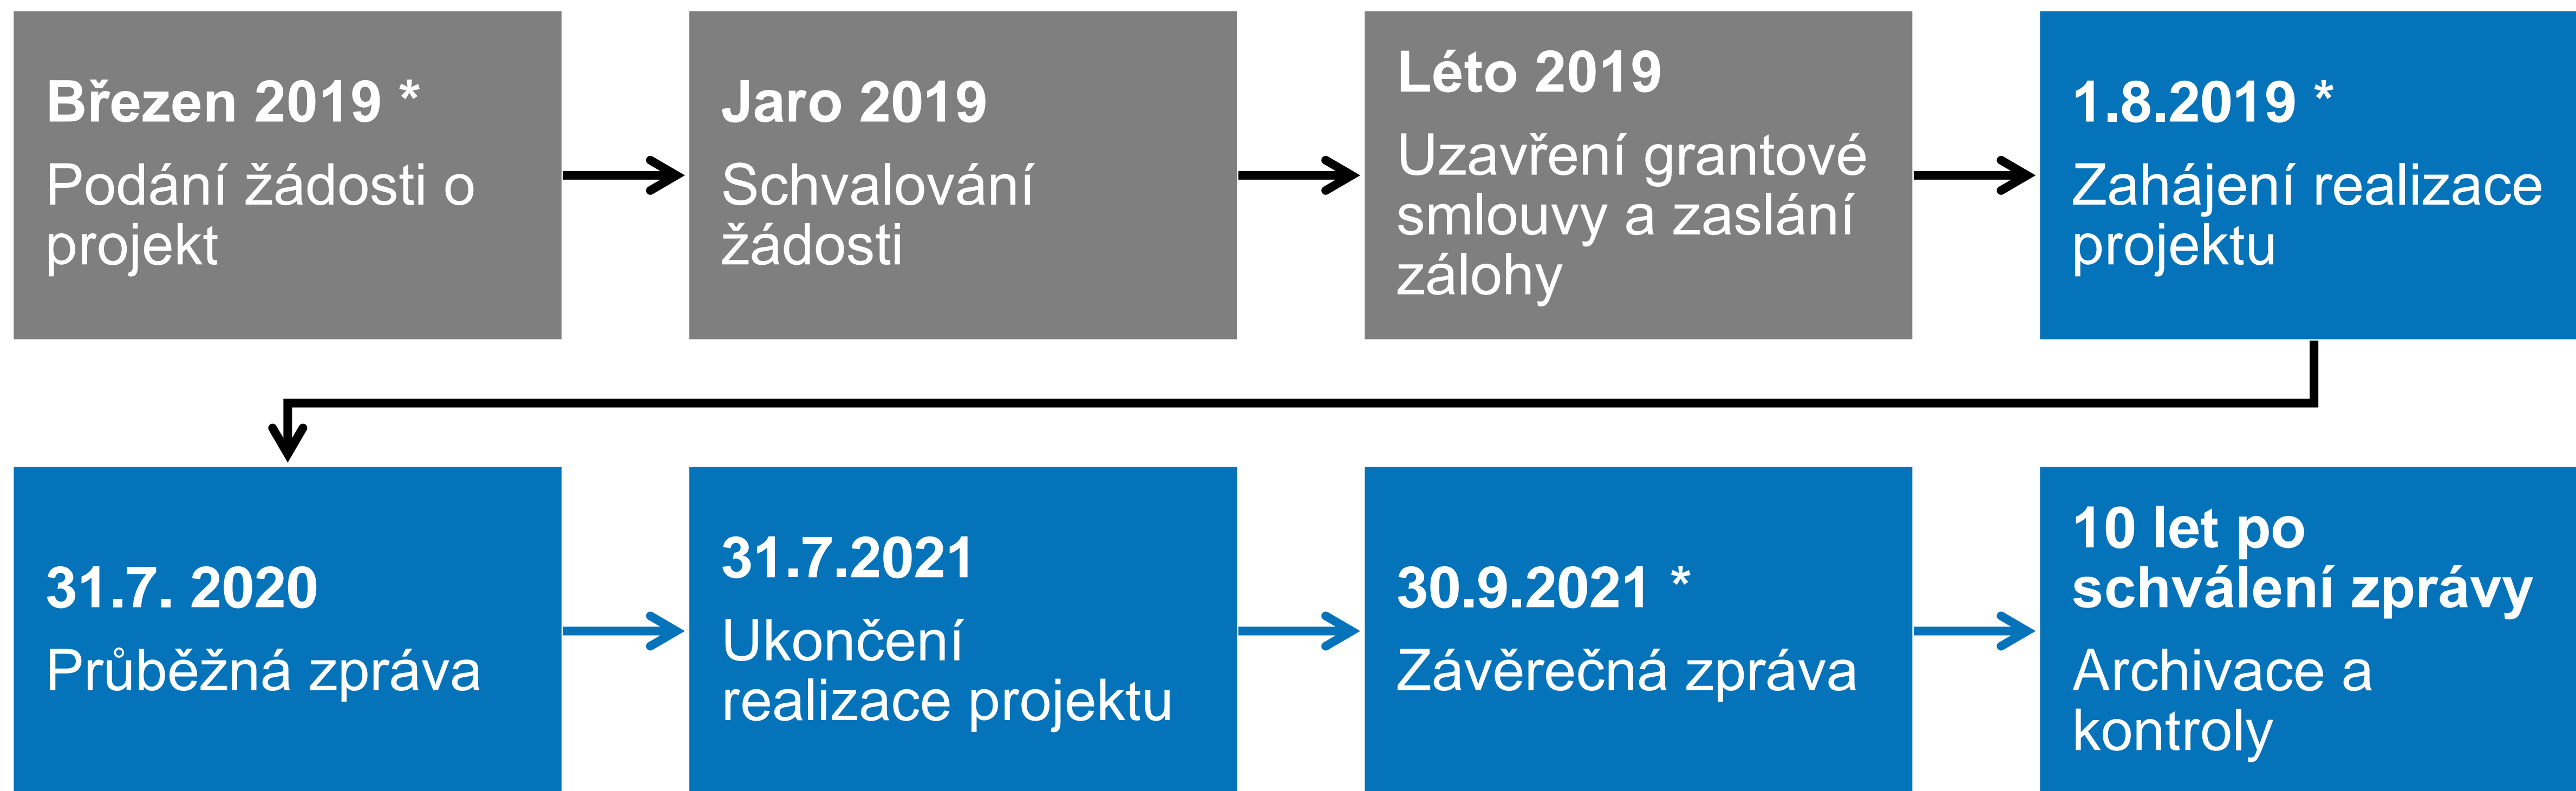 Březen 2019 *
Podání žádosti o
projekt
Jaro 2019
Schvalování
žádosti
Léto 2019
Uzavření grantové
smlouvy a zaslání
zálohy
1.8.2019 *
Zahájení realizace
projektu
31.7. 2020
Průběžná zpráva
31.7.2021
Ukončení
realizace projektu
30.9.2021 *
Závěrečná zpráva
10 let po
schválení zprávy
Archivace a
kontroly